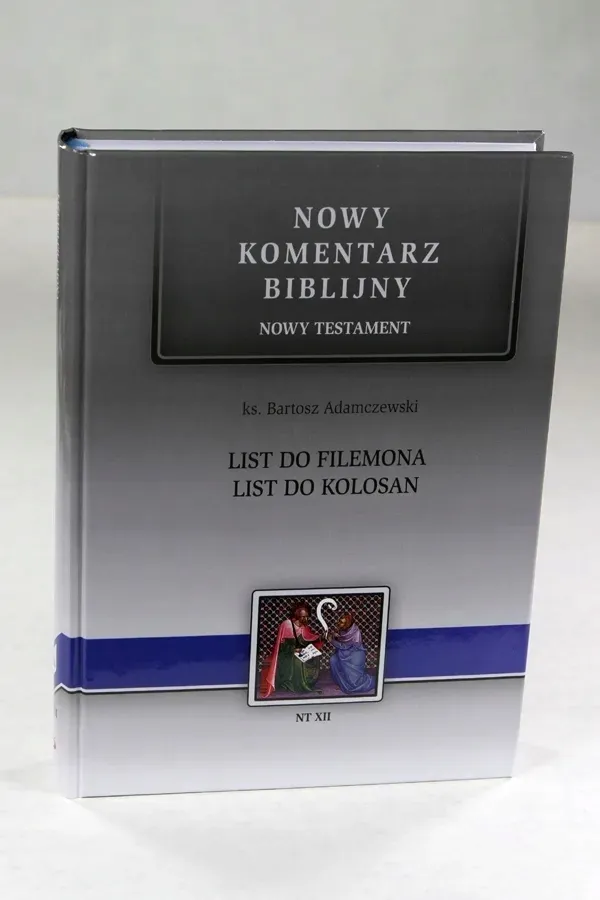 NOWY
KOMENTARZ
BIBLIJNY
NOWY TESTAMENT
ks. Bartosz Adamczewski
LIST DO FILEMONA
LIST DO KOLOSAN
NT XII